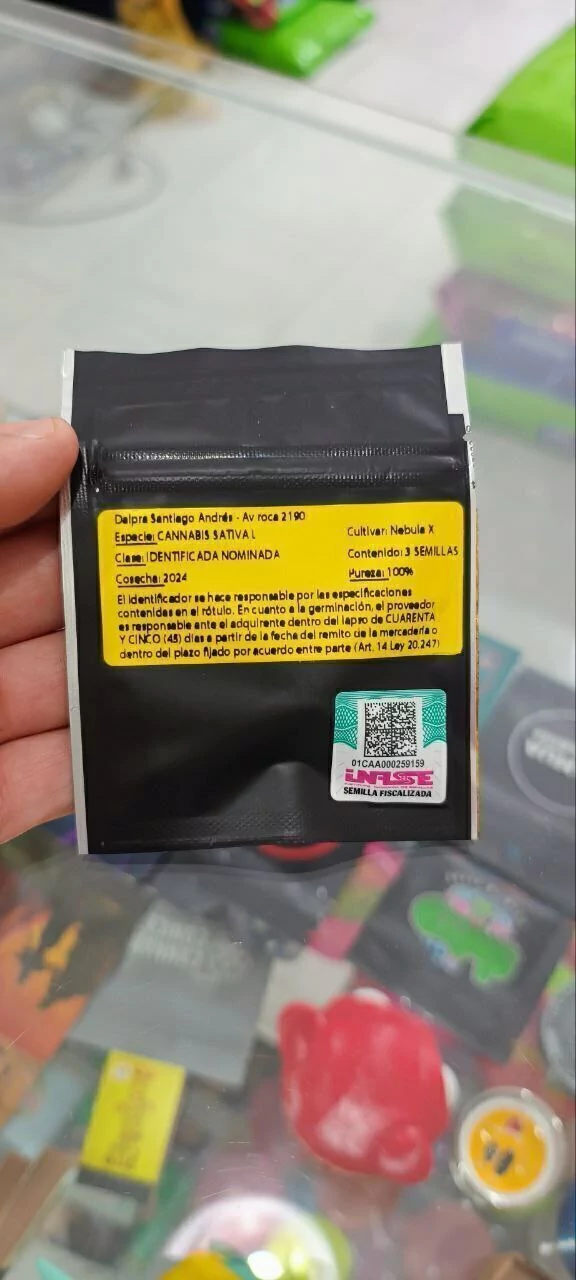 Dalpra Santiago Andrés - Av roca 2190
Especie: CANNABIS SATIVA L
Cultivar: Nebula X
Clase: IDENTIFICADA NOMINADA
Contenido: 3 SEMILLAS
Cosecha: 2024
Pureza: 100%
El identificador se hace responsable por las especificaciones
contenidas en el rótulo. En cuanto a la germinación, el proveedor
es responsable ante el adquirente dentro del lapso de CUARENTA
Y CINCO (45) días a partir de la fecha del remito de la mercadería o
dentro del plazo fijado por acuerdo entre parte (Art. 14 Ley 20.247)
01CAA000259159
INASE
SEMILLA FISCALIZADA